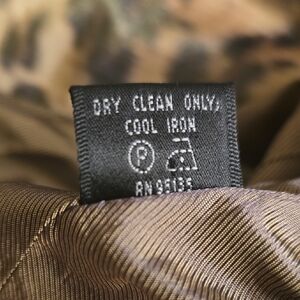 DRY CLEAN ONLY,
COOL IRON
P
RN 93135